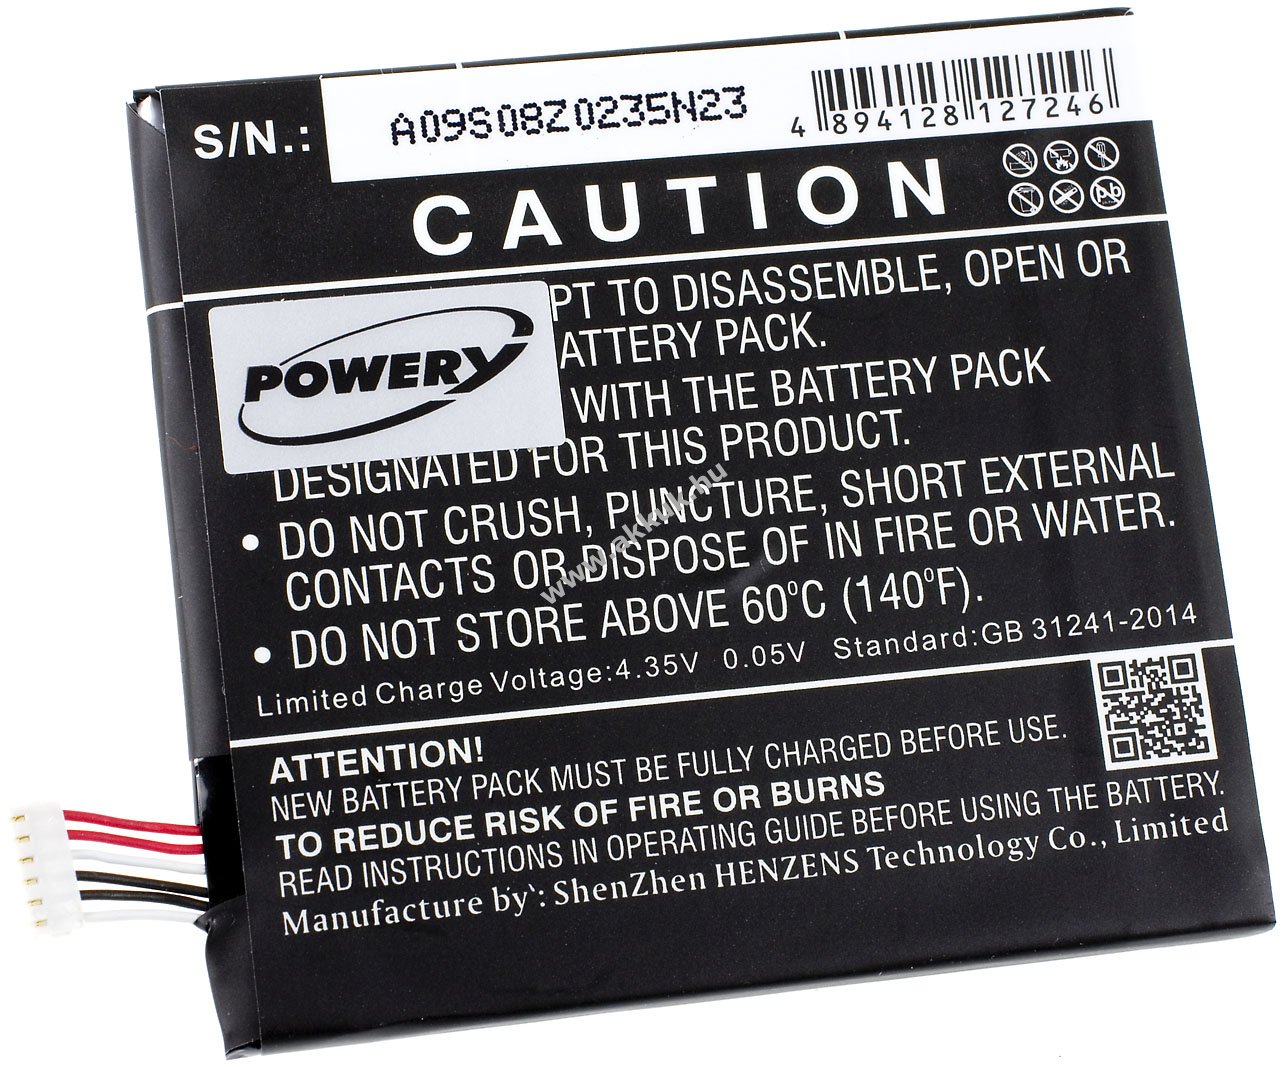 S/N.: A09S08Z0235N23
4 894128 127246
CAUTION
PT TO DISASSEMBLE, OPEN OR
ATTERY PACK.
WITH THE BATTERY PACK
DESIGNATED FOR THIS PRODUCT.
• DO NOT CRUSH, PUNCTURE, SHORT EXTERNAL
CONTACTS OR DISPOSE OF IN FIRE OR WATER.
• DO NOT STORE ABOVE 60°C (140°F).
Limited Charge Voltage:4.35V 0.05V Standard:GB 31241-2014
POWERY
www.akkuk.hu
ATTENTION!
NEW BATTERY PACK MUST BE FULLY CHARGED BEFORE USE.
TO REDUCE RISK OF FIRE OR BURNS
READ INSTRUCTIONS IN OPERATING GUIDE BEFORE USING THE BATTERY.
Manufacture by`: ShenZhen HENZENS Technology Co., Limited